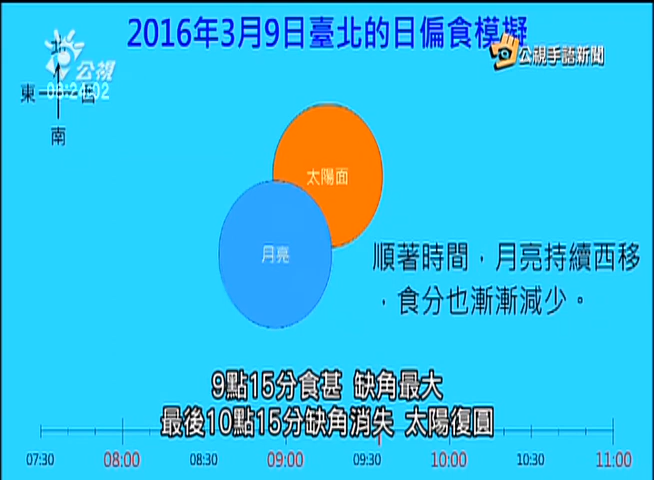 2016年3月9日臺北的日偏食模擬
公視手語新聞
北
公視
東 西
08:24:02
南
太陽面
月亮
順著時間，月亮持續西移
，食分也漸漸減少。
9點15分食甚 缺角最大
最後10點15分缺角消失 太陽復圓
07:30 08:00 08:30 09:00 09:30 10:00 10:30 11:00